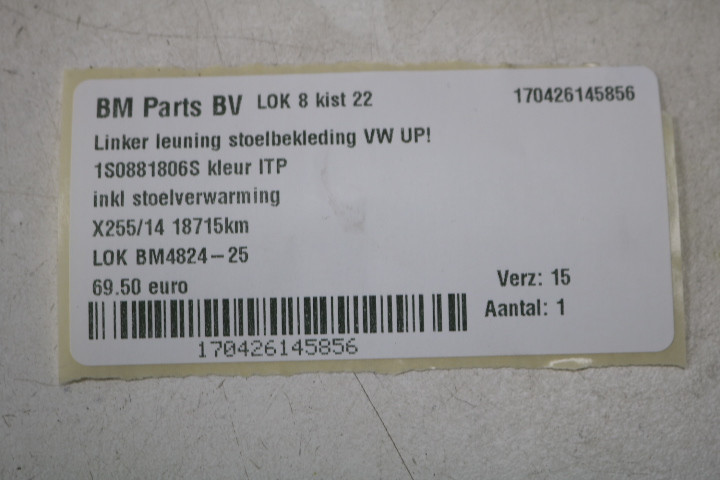 BM Parts BV LOK 8 kist 22 170426145856
Linker leuning stoelbekleding VW UP!
1S0881806S kleur ITP
inkl stoelverwarming
X255/14 18715km
LOK BM4824-25
69.50 euro
Verz: 15
Aantal: 1
170426145856